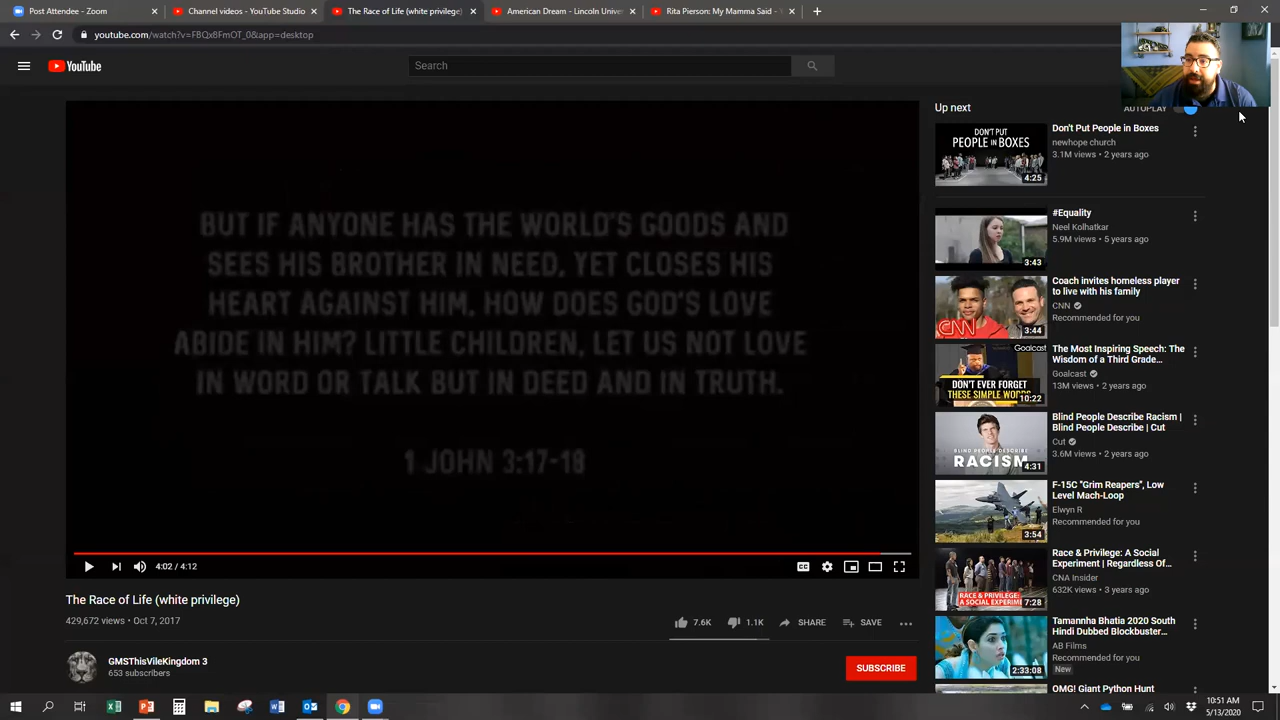 Post Attendee - Zoom
Channel videos - YouTube Studio
The Race of Life (white privilege)
American Dream - Lincoln Unive
Rita Pierson: My Mamma Said - Y
youtube.com/watch?v=F8Qx8FmOT_0&app=desktop
YouTube
Search
AUTOPLAY
BUT IF ANYONE HAS THE WORLD'S GOODS AND
SEES HIS BROTHER IN NEED, YET CLOSES HIS
HEART AGAINST HIM, HOW DOES GOD'S LOVE
ABIDE IN HIM? LITTLE CHILDREN, LET US NOT LOVE
IN WORD OR TALK BUT IN DEED AND IN TRUTH.
1 JOHN 3:17-18
4:02 / 4:12
CC
The Race of Life (white privilege)
429,672 views • Oct 7, 2017
7.6K
1.1K
SHARE
SAVE
GMSThisVileKingdom 3
653 subscribers
SUBSCRIBE
Up next
DON'T PUT
PEOPLE IN BOXES
4:25
Don't Put People in Boxes
newhope church
3.1M views • 2 years ago
3:43
#Equality
Neel Kolhatkar
5.9M views • 5 years ago
CNN
3:44
Coach invites homeless player
to live with his family
CNN
Recommended for you
Goalcast
DON'T EVER FORGET
THESE SIMPLE WORDS
10:22
The Most Inspiring Speech: The
Wisdom of a Third Grade...
Goalcast
13M views • 2 years ago
BLIND PEOPLE DESCRIBE
RACISM
4:31
Blind People Describe Racism |
Blind People Describe | Cut
Cut
3.6M views • 2 years ago
3:54
F-15C "Grim Reapers", Low
Level Mach-Loop
Elwyn R
Recommended for you
RACE & PRIVILEGE:
A SOCIAL EXPERIMENT
7:28
Race & Privilege: A Social
Experiment | Regardless Of...
CNA Insider
632K views • 3 years ago
2:33:08
Tamannha Bhatia 2020 South
Hindi Dubbed Blockbuster...
AB Films
Recommended for you
New
OMG! Giant Python Hunt
10:51 AM
5/13/2020